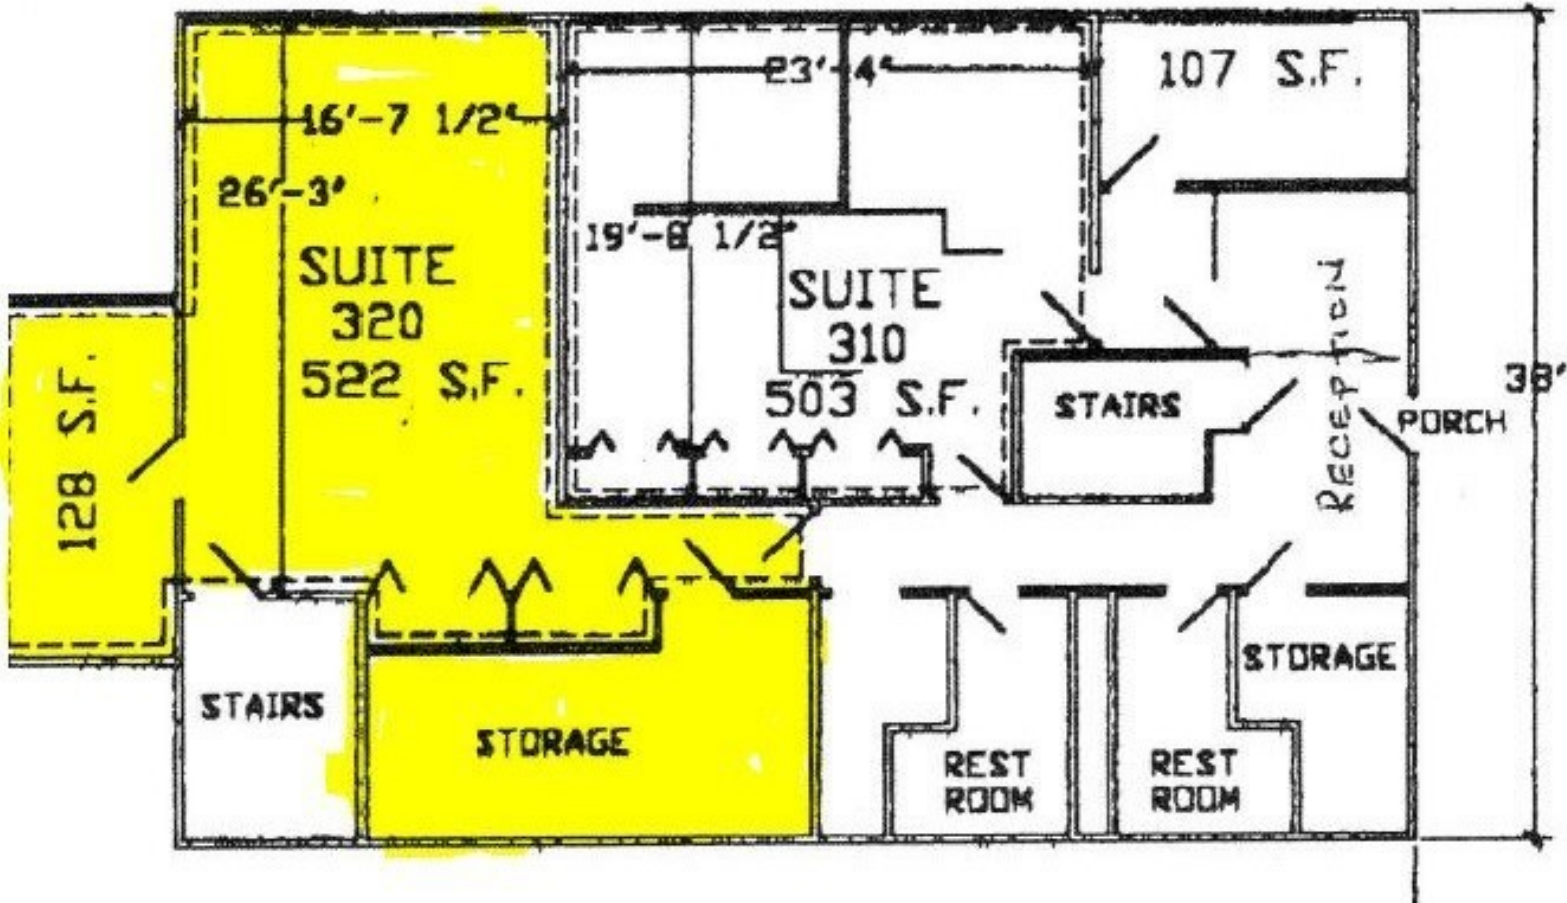 23'-4"
107 S.F.
16'-7 1/2"
26'-3"
19'-8 1/2"
SUITE
320
522 S.F.
SUITE
310
503 S.F.
128 S.F.
STAIRS
RECEPTION
38'
PORCH
STAIRS
STORAGE
STORAGE
REST
ROOM
REST
ROOM